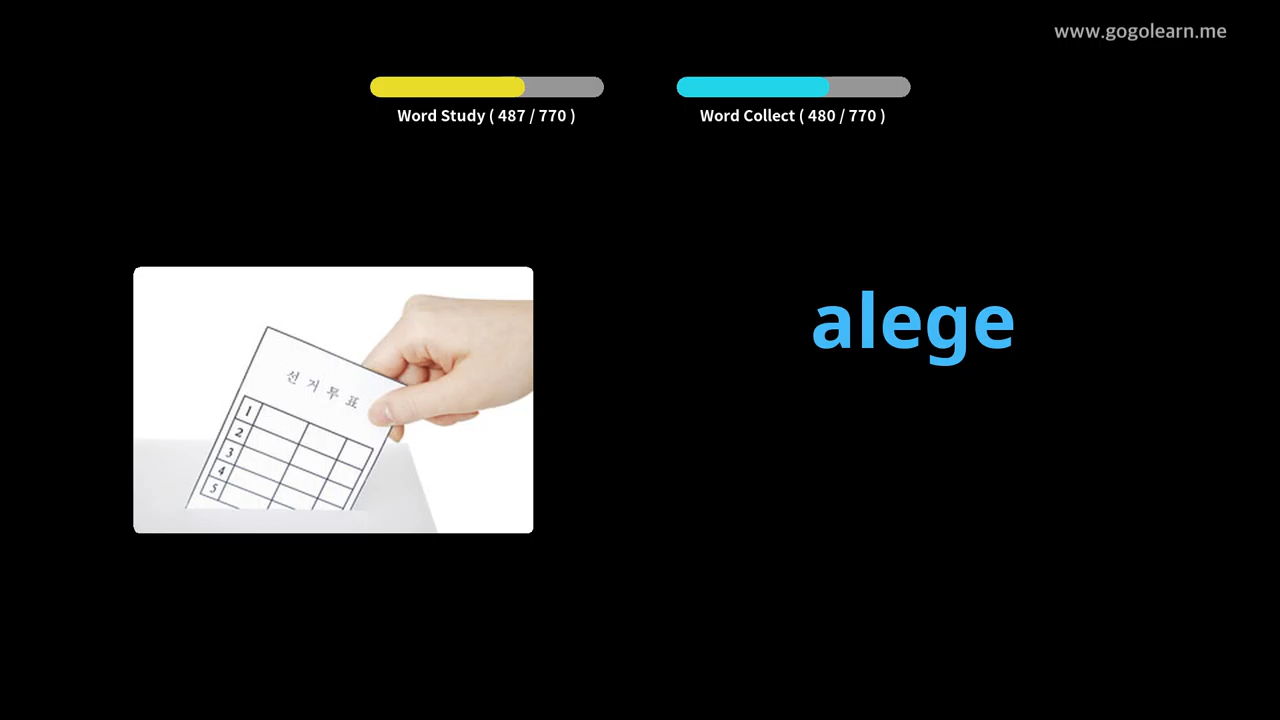 www.gogolearn.me
Word Study ( 487 / 770 )
Word Collect ( 480 / 770 )
alege
선거투표
1
2
3
4
5